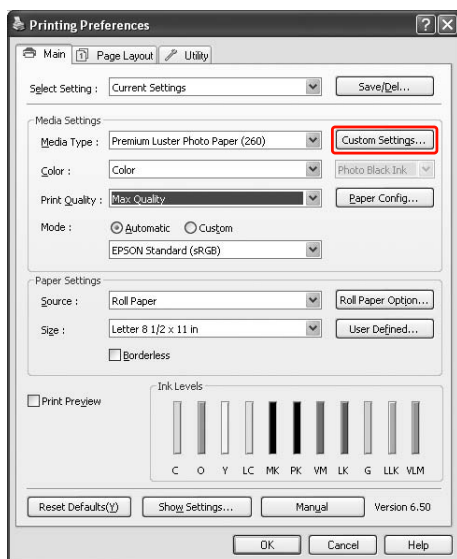 Printing Preferences
Main Page Layout Utility
Select Setting : Current Settings Save/Del...
Media Settings
Media Type : Premium Luster Photo Paper (260) Custom Settings...
Color : Color Photo Black Ink
Print Quality : Max Quality Paper Config...
Mode : Automatic Custom
EPSON Standard (sRGB)
Paper Settings
Source : Roll Paper Roll Paper Option...
Size : Letter 8 1/2 x 11 in User Defined...
Borderless
Print Preview
Ink Levels
C O Y LC MK PK VM LK G LLK VLM
Reset Defaults(Y) Show Settings... Manual Version 6.50
OK Cancel Help